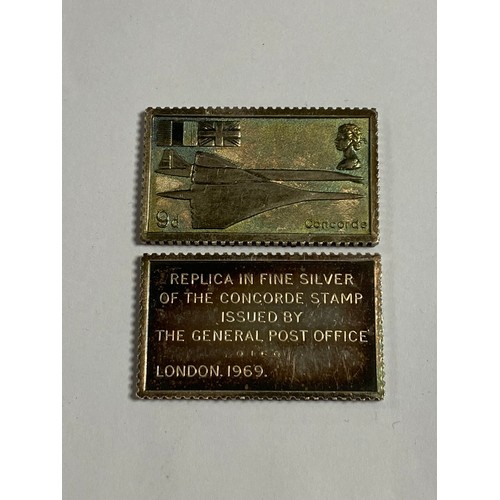 9d
Concorde
REPLICA IN FINE SILVER
OF THE CONCORDE STAMP
ISSUED BY
THE GENERAL POST OFFICE
LONDON. 1969.